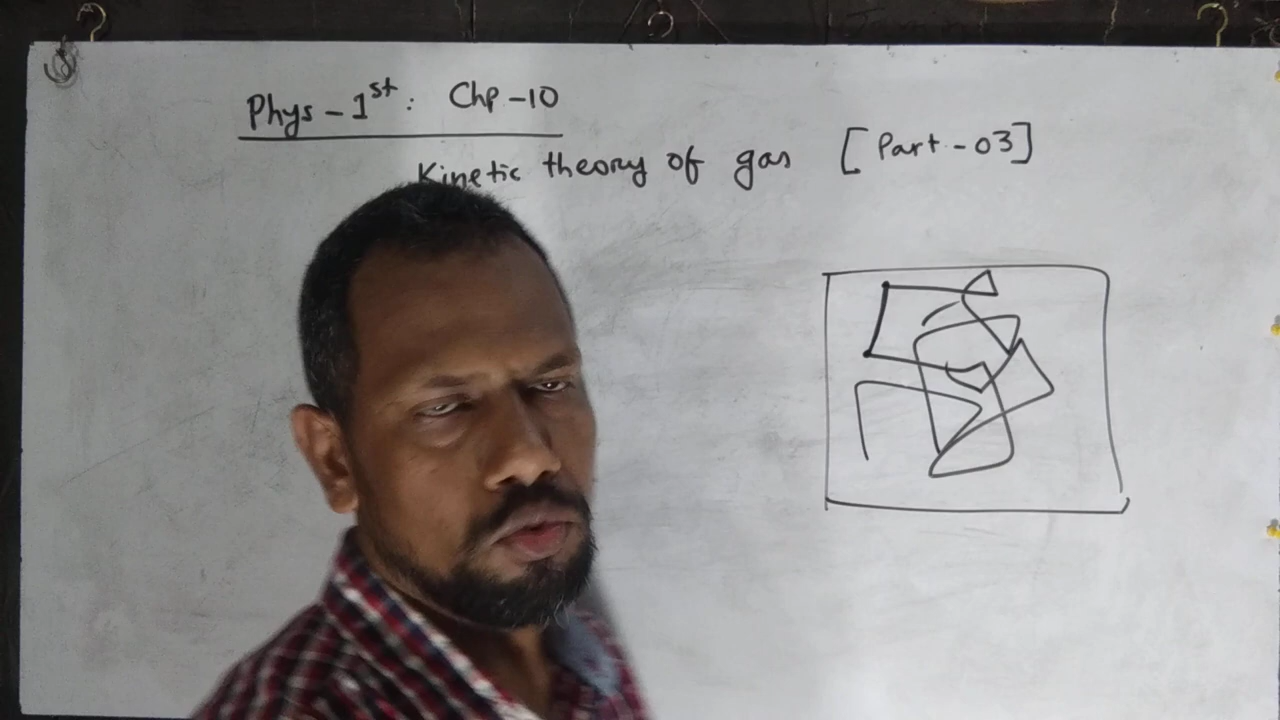 Phys - 1st: Chp - 10
Kinetic theory of gas [Part - 03]